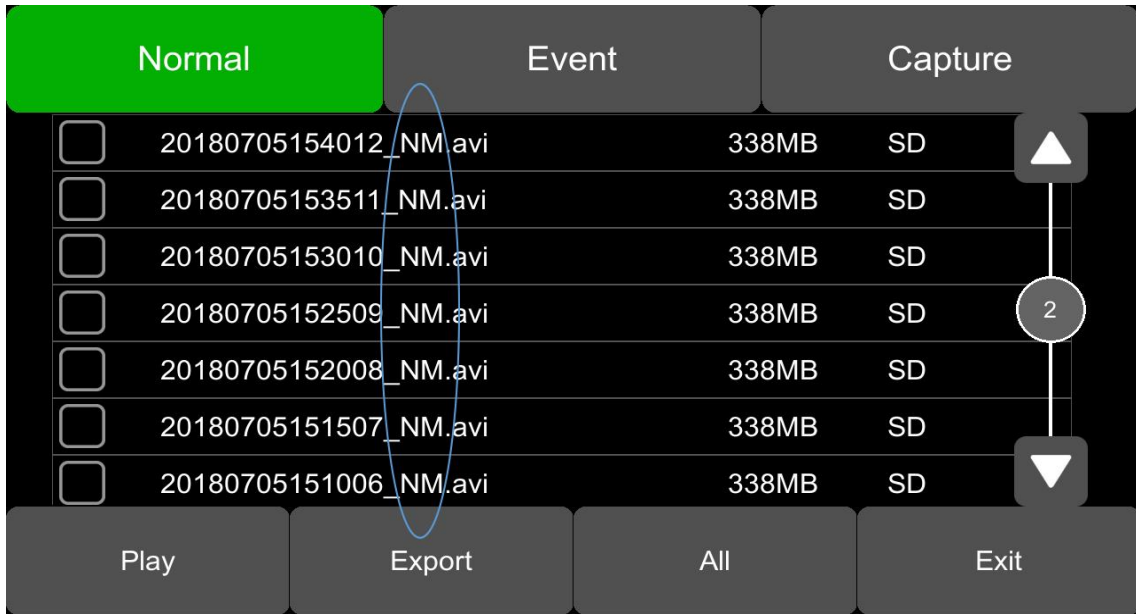 Normal Event Capture
20180705154012_NM.avi 338MB SD
20180705153511_NM.avi 338MB SD
20180705153010_NM.avi 338MB SD
20180705152509_NM.avi 338MB SD
2
20180705152008_NM.avi 338MB SD
20180705151507_NM.avi 338MB SD
20180705151006_NM.avi 338MB SD
Play Export All Exit